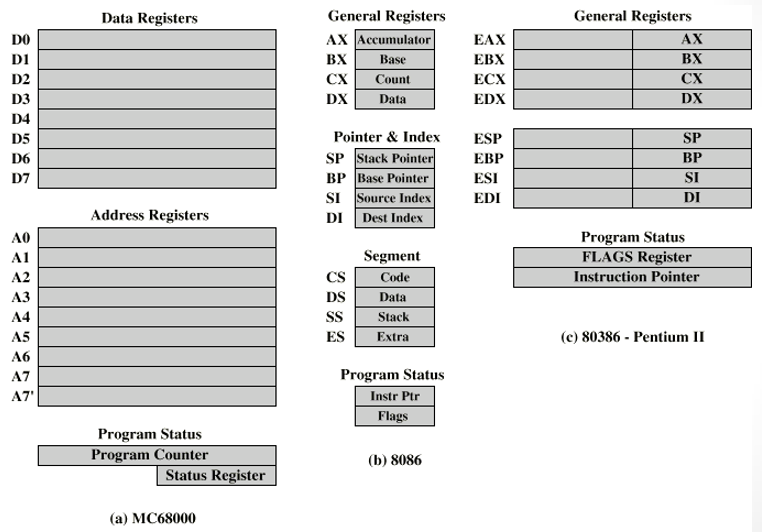 Data Registers
D0
D1
D2
D3
D4
D5
D6
D7
Address Registers
A0
A1
A2
A3
A4
A5
A6
A7
A7'
Program Status
Program Counter
Status Register
(a) MC68000
General Registers
AX Accumulator
BX Base
CX Count
DX Data
Pointer & Index
SP Stack Pointer
BP Base Pointer
SI Source Index
DI Dest Index
Segment
CS Code
DS Data
SS Stack
ES Extra
Program Status
Instr Ptr
Flags
(b) 8086
General Registers
EAX AX
EBX BX
ECX CX
EDX DX
ESP SP
EBP BP
ESI SI
EDI DI
Program Status
FLAGS Register
Instruction Pointer
(c) 80386 - Pentium II